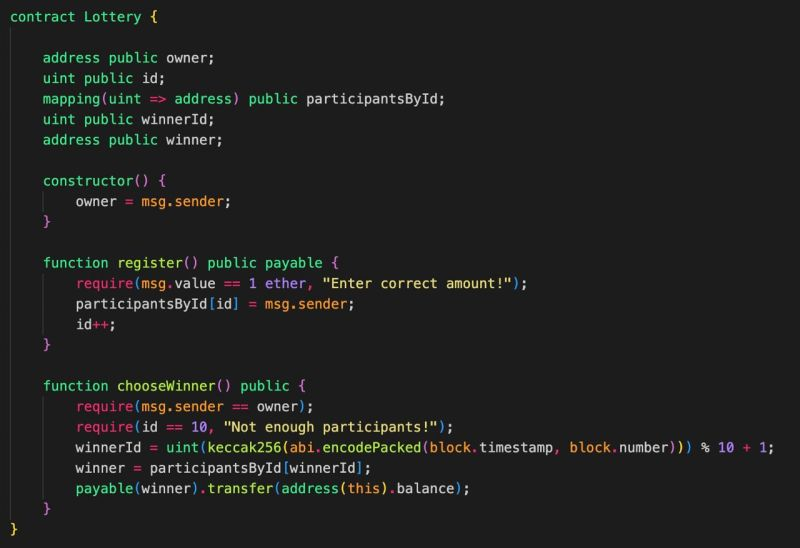 contract Lottery {
address public owner;
uint public id;
mapping(uint => address) public participantsById;
uint public winnerId;
address public winner;
constructor() {
owner = msg.sender;
}
function register() public payable {
require(msg.value == 1 ether, "Enter correct amount!");
participantsById[id] = msg.sender;
id++;
}
function chooseWinner() public {
require(msg.sender == owner);
require(id == 10, "Not enough participants!");
winnerId = uint(keccak256(abi.encodePacked(block.timestamp, block.number))) % 10 + 1;
winner = participantsById[winnerId];
payable(winner).transfer(address(this).balance);
}
}